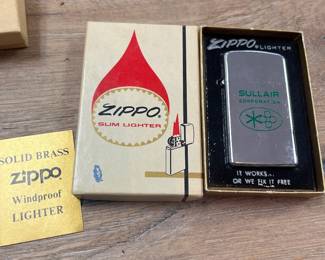 SOLID BRASS
zippo
Windproof
LIGHTER
ZIPPO
SLIM LIGHTER
ZIPPO LIGHTER
SULLAIR
CORPORATION
IT WORKS...
OR WE FIX IT FREE